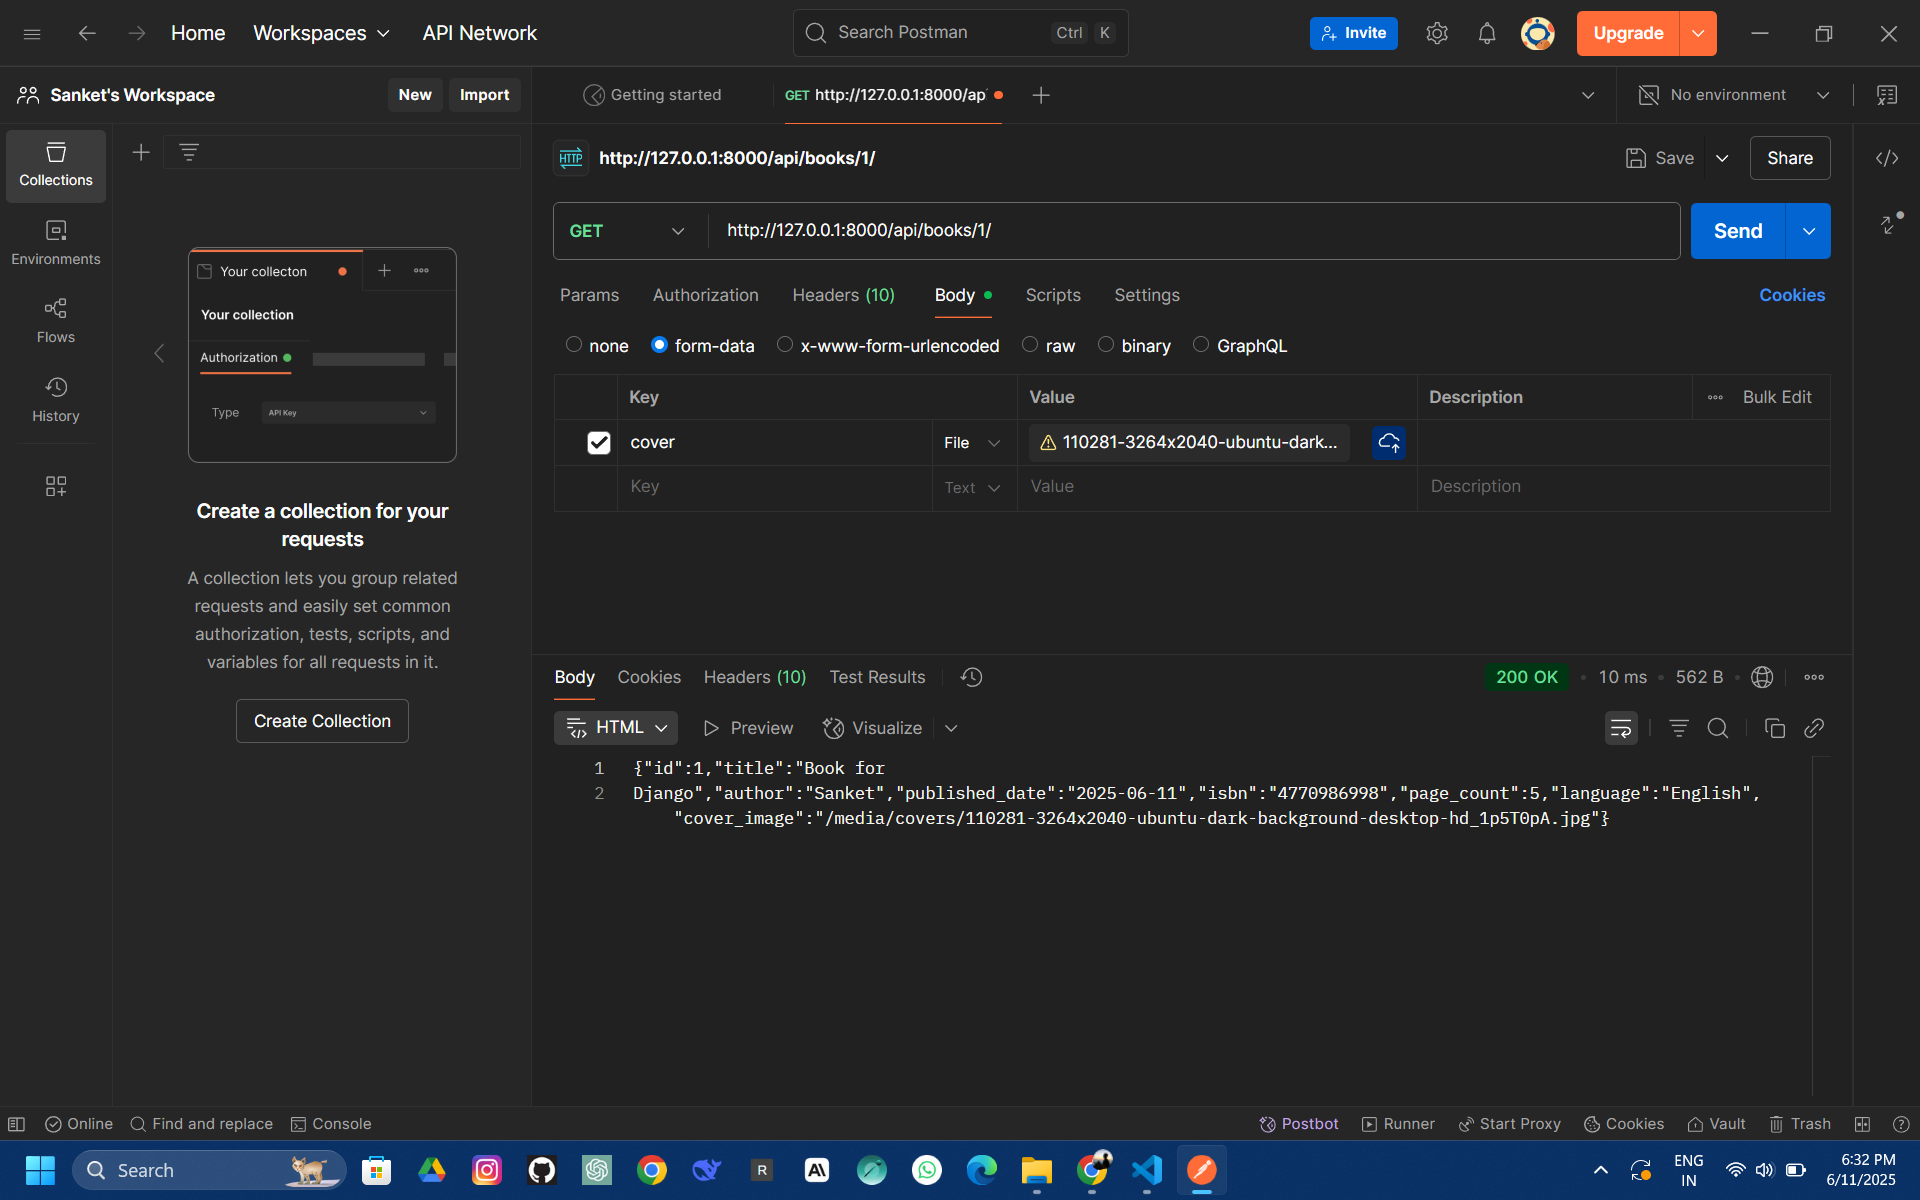 Home
Workspaces
API Network
Search Postman
Ctrl K
Invite
Upgrade
Sanket's Workspace
New
Import
Getting started
GET http://127.0.0.1:8000/ap
No environment
Collections
Environments
Flows
History
Your collecton
Your collection
Authorization
Type
API Key
Create a collection for your
requests
A collection lets you group related
requests and easily set common
authorization, tests, scripts, and
variables for all requests in it.
Create Collection
HTTP
http://127.0.0.1:8000/api/books/1/
Save
Share
GET
http://127.0.0.1:8000/api/books/1/
Send
Params
Authorization
Headers (10)
Body
Scripts
Settings
Cookies
none
form-data
x-www-form-urlencoded
raw
binary
GraphQL
Key
Value
Description
Bulk Edit
cover
File
110281-3264x2040-ubuntu-dark...
Key
Text
Value
Description
Body
Cookies
Headers (10)
Test Results
200 OK
10 ms
562 B
HTML
Preview
Visualize
1 {"id":1,"title":"Book for
2 Django","author":"Sanket","published_date":"2025-06-11","isbn":"4770986998","page_count":5,"language":"English",
"cover_image":"/media/covers/110281-3264x2040-ubuntu-dark-background-desktop-hd_1p5T0pA.jpg"}
Online
Find and replace
Console
Postbot
Runner
Start Proxy
Cookies
Vault
Trash
Search
R
ENG
IN
6:32 PM
6/11/2025